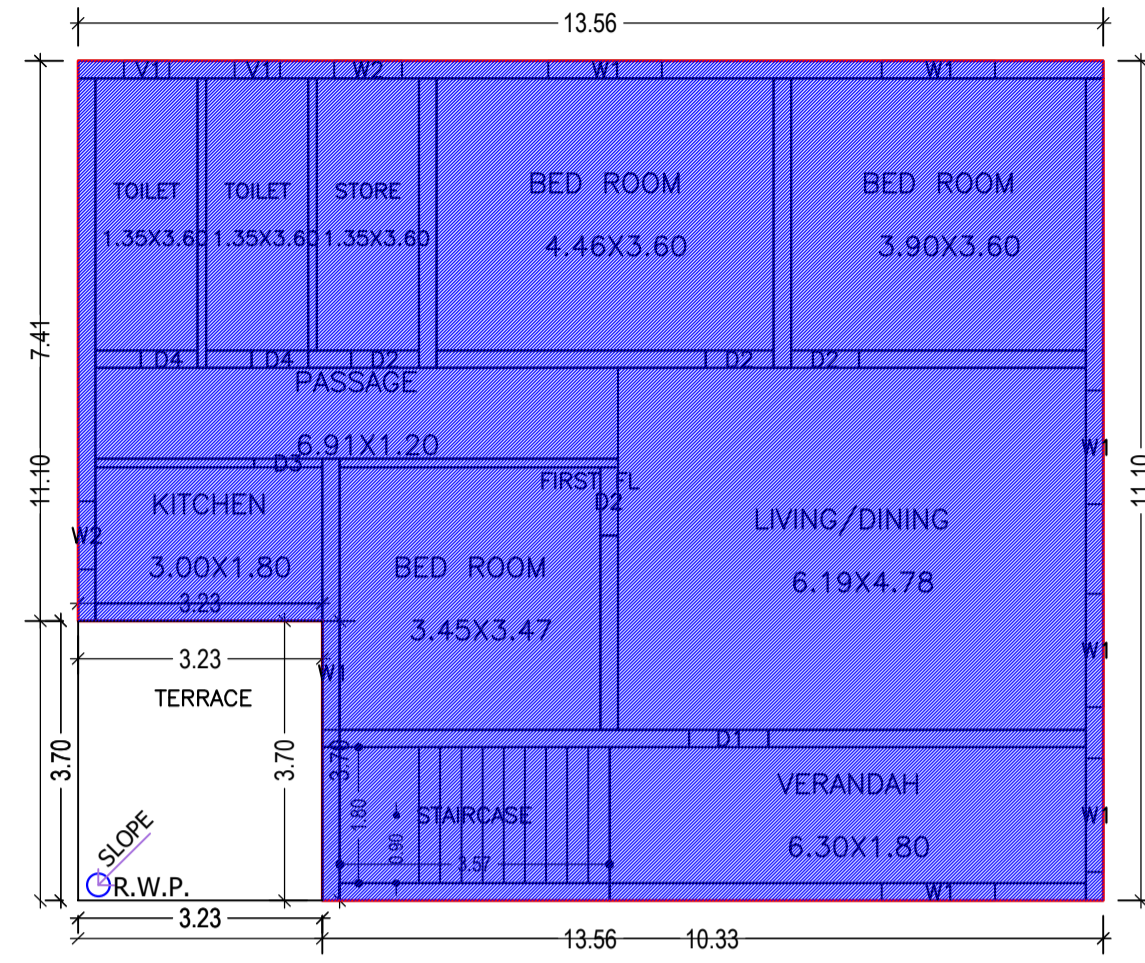 13.56
V1
V1
W2
W1
W1
TOILET
TOILET
STORE
BED ROOM
BED ROOM
1.35X3.60
1.35X3.60
1.35X3.60
4.46X3.60
3.90X3.60
7.41
D4
D4
D2
D2
D2
PASSAGE
6.91X1.20
W1
D3
11.10
11.10
FIRST FL
D2
KITCHEN
LIVING/DINING
W2
3.00X1.80
BED ROOM
6.19X4.78
3.23
3.45X3.47
3.23
W1
W1
TERRACE
D1
3.70
3.70
3.70
VERANDAH
1.80
0.90
STAIRCASE
W1
6.30X1.80
3.57
SLOPE
R.W.P.
W1
3.23
13.56
10.33